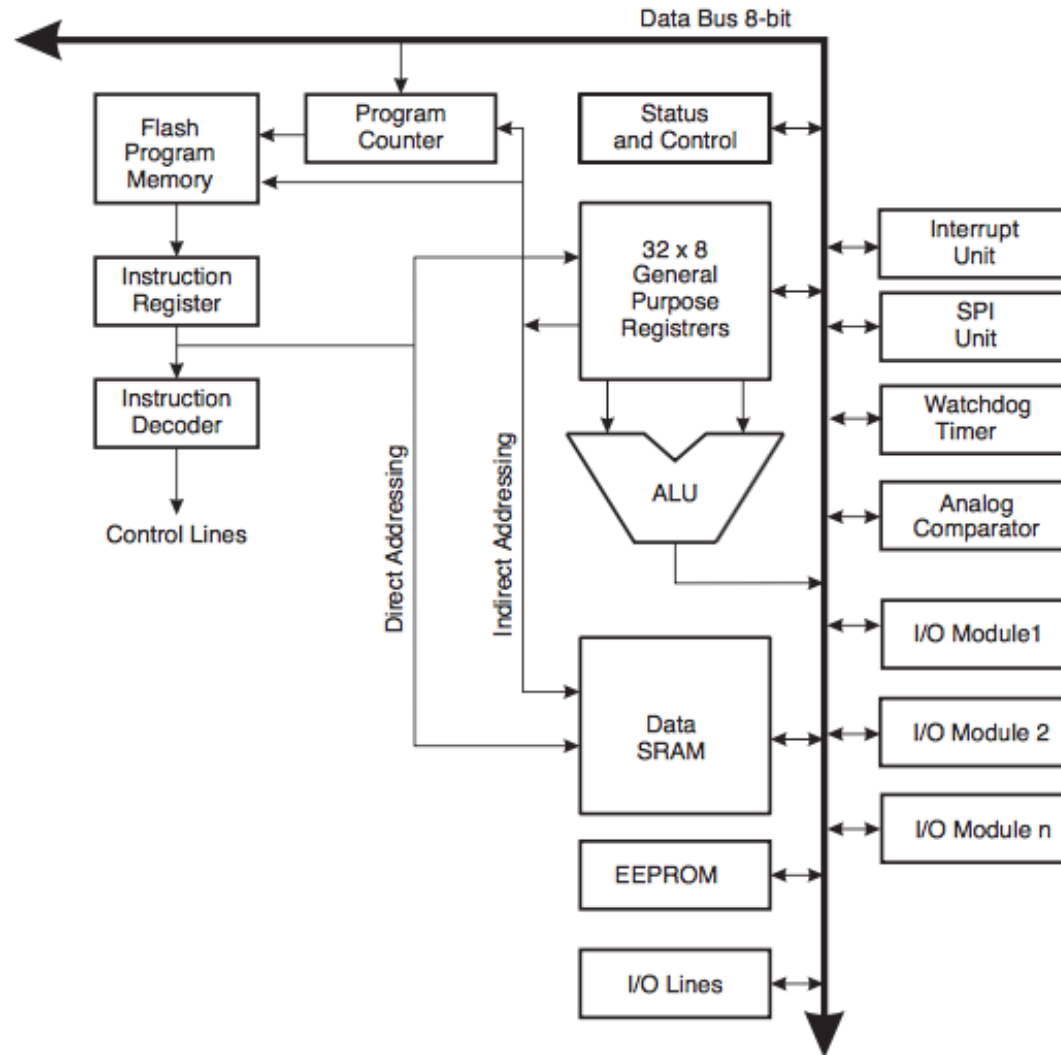 Data Bus 8-bit
Flash
Program
Memory
Program
Counter
Status
and Control
Instruction
Register
32 x 8
General
Purpose
Registrers
Interrupt
Unit
SPI
Unit
Instruction
Decoder
Watchdog
Timer
Control Lines
Direct Addressing
Indirect Addressing
ALU
Analog
Comparator
I/O Module1
Data
SRAM
I/O Module 2
I/O Module n
EEPROM
I/O Lines